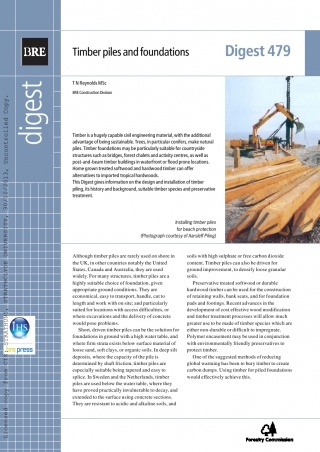 BRE
digest
Timber piles and foundations
Digest 479
T N Reynolds MSc
BRE Construction Division
Timber is a hugely capable civil engineering material, with the additional
advantage of being sustainable. Trees, in particular conifers, make natural
piles. Timber foundations may be particularly suitable for countryside
structures such as bridges, forest chalets and activity centres, as well as
post-and-beam timber buildings in waterfront or flood prone locations.
Home grown treated softwood and hardwood timber can offer
alternatives to imported tropical hardwoods.
This Digest gives information on the design and installation of timber
piling, its history and background, suitable timber species and preservative
treatment.
Installing timber piles
for beach protection
(Photograph courtesy of Aarsleff Piling)
Although timber piles are rarely used on shore in
the UK, in other countries notably the United
States, Canada and Australia, they are used
widely. For many structures, timber piles are a
highly suitable choice of foundation, given
appropriate ground conditions. They are
economical, easy to transport, handle, cut to
length and work with on site; and particularly
suited for locations with access difficulties, or
where excavations and the delivery of concrete
would pose problems.
Short, driven timber piles can be the solution for
foundations in ground with a high water table, and
where firm strata exists below surface material of
loose sand, soft clays, or organic soils. In deep silt
deposits, where the capacity of the pile is
determined by shaft friction, timber piles are
especially suitable being tapered and easy to
splice. In Sweden and the Netherlands, timber
piles are used below the water table, where they
have proved practically invulnerable to decay, and
extended to the surface using concrete sections.
They are resistant to acidic and alkaline soils, and
soils with high sulphate or free carbon dioxide
content. Timber piles can also be driven for
ground improvement, to densify loose granular
soils.
Preservative treated softwood or durable
hardwood timber can be used for the construction
of retaining walls, bank seats, and for foundation
pads and footings. Recent advances in the
development of cost effective wood modification
and timber treatment processes will allow much
greater use to be made of timber species which are
either non-durable or difficult to impregnate.
Polymer encasement may be used in conjunction
with environmentally friendly preservatives to
protect timber.
One of the suggested methods of reducing
global warming has been to bury timber to create
carbon dumps. Using timber for piled foundations
would effectively achieve this.
IHS
bre press
Forestry Commission